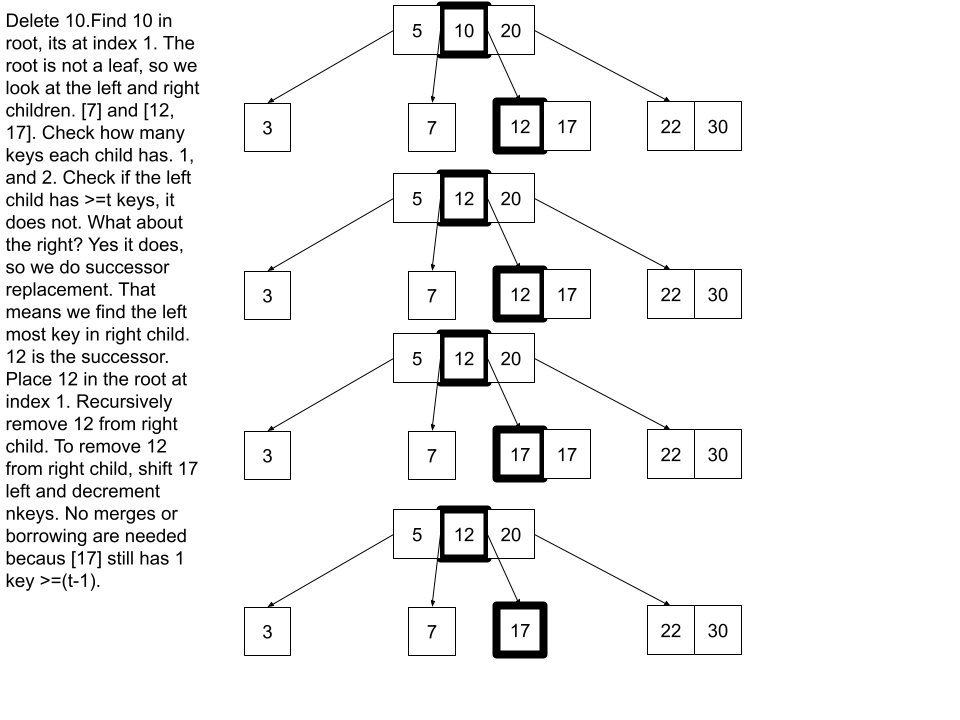 Delete 10.Find 10 in
root, its at index 1. The
root is not a leaf, so we
look at the left and right
children. [7] and [12,
17]. Check how many
keys each child has. 1,
and 2. Check if the left
child has >=t keys, it
does not. What about
the right? Yes it does,
so we do successor
replacement. That
means we find the left
most key in right child.
12 is the successor.
Place 12 in the root at
index 1. Recursively
remove 12 from right
child. To remove 12
from right child, shift 17
left and decrement
nkeys. No merges or
borrowing are needed
becaus [17] still has 1
key >=(t-1).
5 10 20
3 7 12 17 22 30
5 12 20
3 7 12 17 22 30
5 12 20
3 7 17 17 22 30
5 12 20
3 7 17 22 30